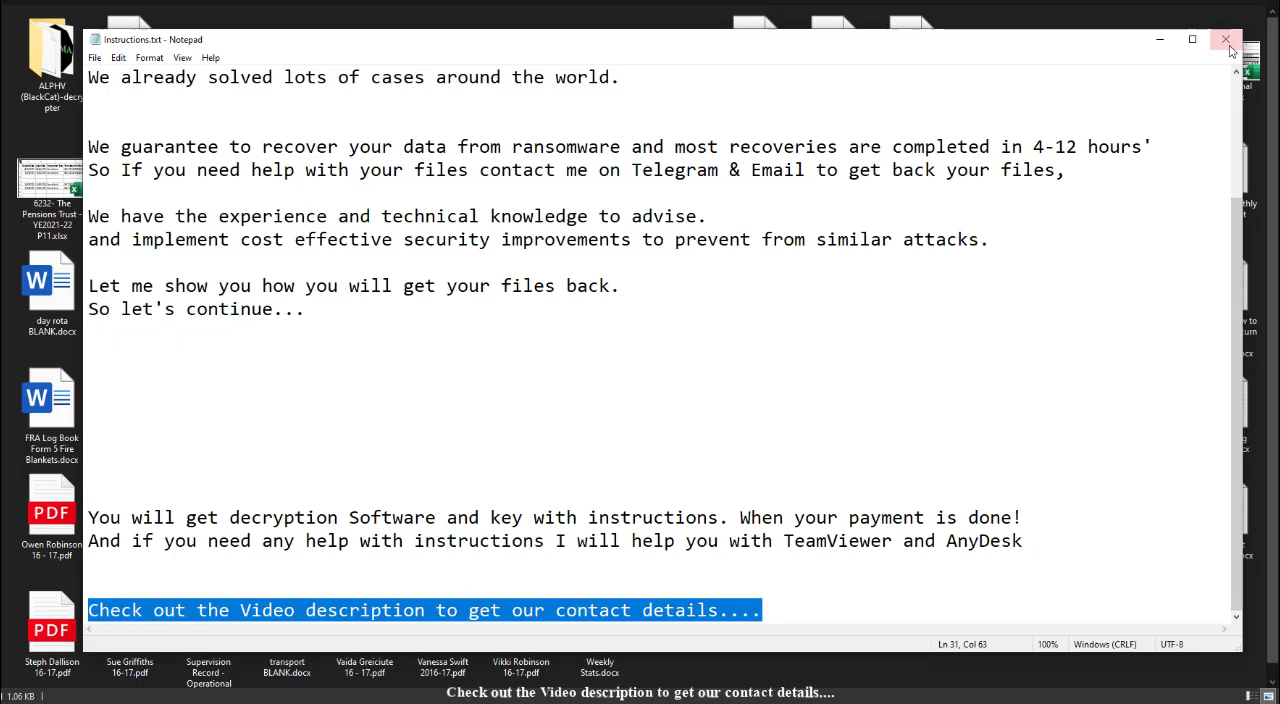 Instructions.txt - Notepad
File Edit Format View Help
We already solved lots of cases around the world.
We guarantee to recover your data from ransomware and most recoveries are completed in 4-12 hours'
So If you need help with your files contact me on Telegram & Email to get back your files,
We have the experience and technical knowledge to advise.
and implement cost effective security improvements to prevent from similar attacks.
Let me show you how you will get your files back.
So let's continue...
You will get decryption Software and key with instructions. When your payment is done!
And if you need any help with instructions I will help you with TeamViewer and AnyDesk
Check out the Video description to get our contact details....
Ln 31, Col 63 100% Windows (CRLF) UTF-8
ALPHV
(BlackCat)-decry
pter
6232- The
Pensions Trust -
YE2021-22
P11.xlsx
W
day rota
BLANK.docx
W
FRA Log Book
Form 5 Fire
Blankets.docx
PDF
Owen Robinson
16 - 17.pdf
PDF
Steph Dallison
16-17.pdf
Sue Griffiths
16-17.pdf
Supervision
Record -
Operational
transport
BLANK.docx
Vaida Greiciute
16 - 17.pdf
Vanessa Swift
2016-17.pdf
Vikki Robinson
16-17.pdf
Weekly
Stats.docx
1.06 KB
Check out the Video description to get our contact details....